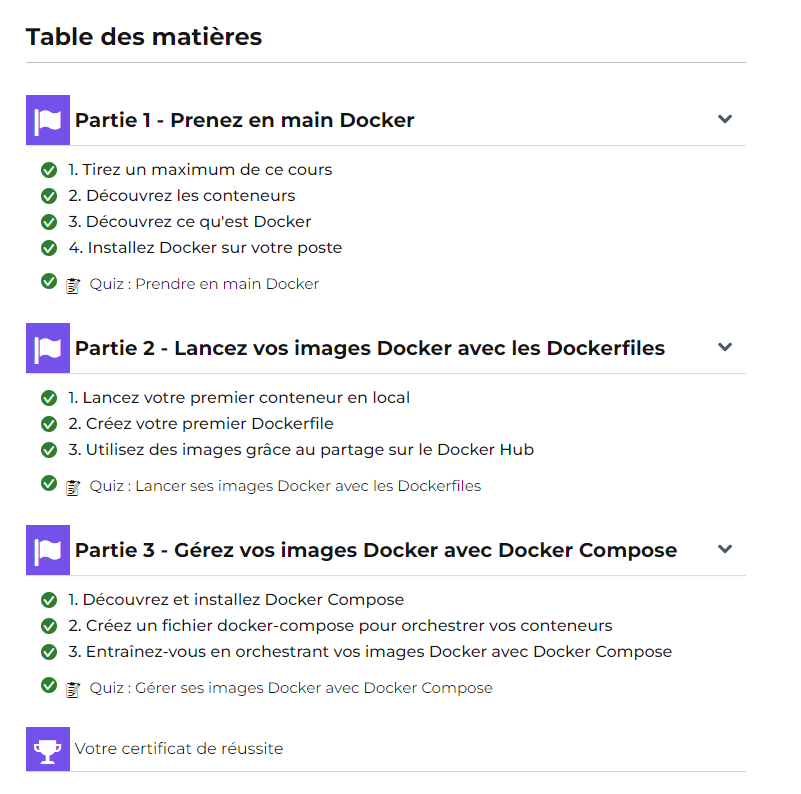 Table des matières
Partie 1 - Prenez en main Docker
1. Tirez un maximum de ce cours
2. Découvrez les conteneurs
3. Découvrez ce qu'est Docker
4. Installez Docker sur votre poste
Quiz : Prendre en main Docker
Partie 2 - Lancez vos images Docker avec les Dockerfiles
1. Lancez votre premier conteneur en local
2. Créez votre premier Dockerfile
3. Utilisez des images grâce au partage sur le Docker Hub
Quiz : Lancer ses images Docker avec les Dockerfiles
Partie 3 - Gérez vos images Docker avec Docker Compose
1. Découvrez et installez Docker Compose
2. Créez un fichier docker-compose pour orchestrer vos conteneurs
3. Entraînez-vous en orchestrant vos images Docker avec Docker Compose
Quiz : Gérer ses images Docker avec Docker Compose
Votre certificat de réussite